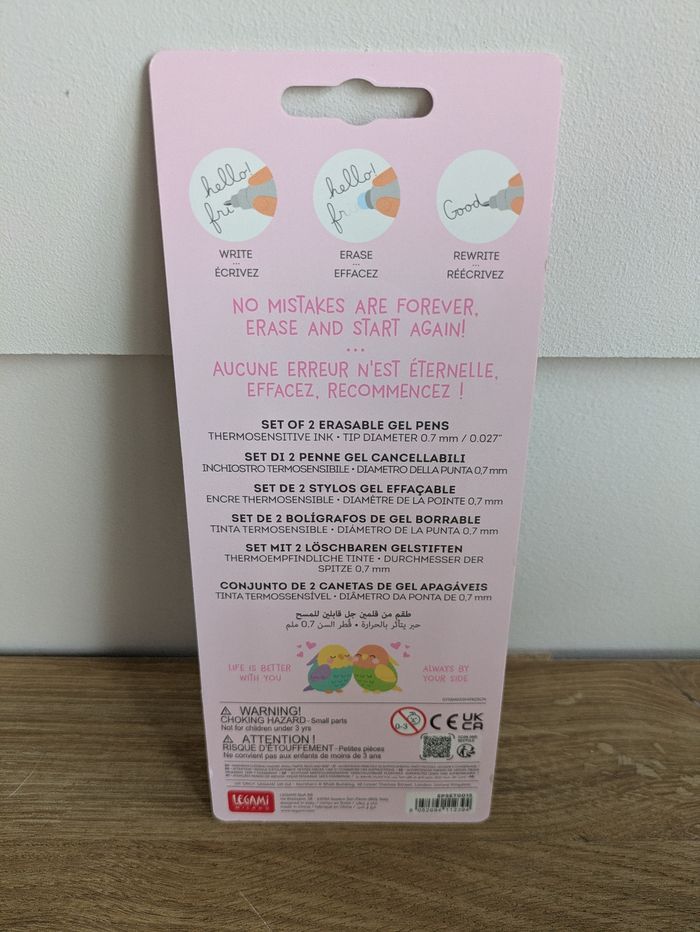 hello!
fri
hello!
fr
Good
WRITE
...
ÉCRIVEZ
ERASE
...
EFFACEZ
REWRITE
...
RÉÉCRIVEZ
NO MISTAKES ARE FOREVER,
ERASE AND START AGAIN!
...
AUCUNE ERREUR N'EST ÉTERNELLE,
EFFACEZ, RECOMMENCEZ !
SET OF 2 ERASABLE GEL PENS
THERMOSENSITIVE INK • TIP DIAMETER 0.7 mm / 0.027"
SET DI 2 PENNE GEL CANCELLABILI
INCHIOSTRO TERMOSENSIBILE • DIAMETRO DELLA PUNTA 0,7 mm
SET DE 2 STYLOS GEL EFFAÇABLE
ENCRE THERMOSENSIBLE • DIAMÈTRE DE LA POINTE 0,7 mm
SET DE 2 BOLÍGRAFOS DE GEL BORRABLE
TINTA TERMOSENSIBLE • DIÁMETRO DE LA PUNTA 0,7 mm
SET MIT 2 LÖSCHBAREN GELSTIFTEN
THERMOEMPFINDLICHE TINTE • DURCHMESSER DER
SPITZE 0,7 mm
CONJUNTO DE 2 CANETAS DE GEL APAGÁVEIS
TINTA TERMOSSENSÍVEL • DIÂMETRO DA PONTA DE 0,7 mm
طقم من قلمين جل قابلين للمسح
حبر يتأثر بالحرارة • قُطر السن 0.7 ملم
LIFE IS BETTER
WITH YOU
ALWAYS BY
YOUR SIDE
WARNING!
CHOKING HAZARD - Small parts
Not for children under 3 yrs
ATTENTION !
RISQUE D'ÉTOUFFEMENT - Petites pièces
Ne convient pas aux enfants de moins de 3 ans
0-3
CE
UK
CA
LEGAMI
MILANO
LEGAMI SpA SB
EPSET0015